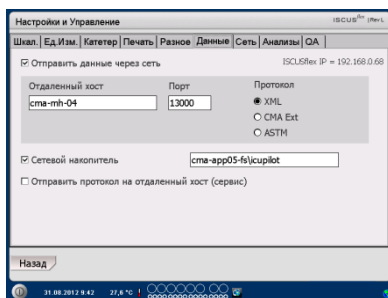 Настройки и Управление
ISCUSflex (Rev
Шкал. Ед.Изм. Катетер Печать Разное Данные Сеть Анализы QA
Отправить данные через сеть ISCUSflex IP = 192.168.0.68
Отдаленный хост Порт Протокол
cma-mh-04 13000 XML
CMA Ext
ASTM
Сетевой накопитель cma-app05-fs\icupilot
Отправить протокол на отдаленный хост (сервис)
Назад
31.08.2012 9:42 27,6 °C